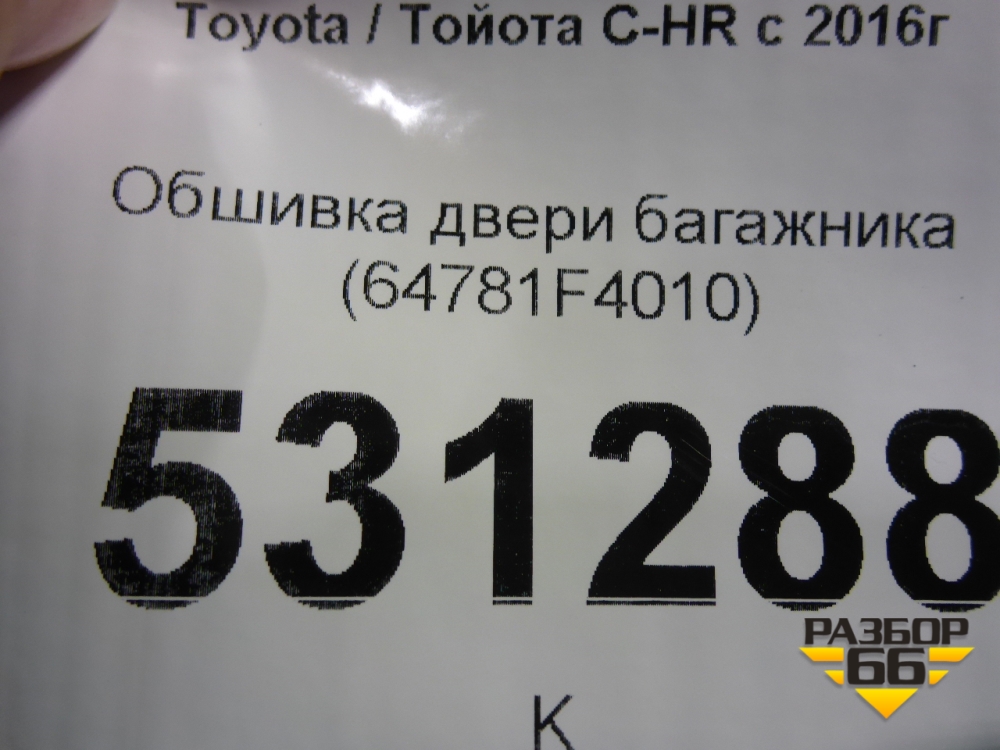 Toyota / Тойота C-HR с 2016г
Обшивка двери багажника
(64781F4010)
531288
РАЗБОР
66
К